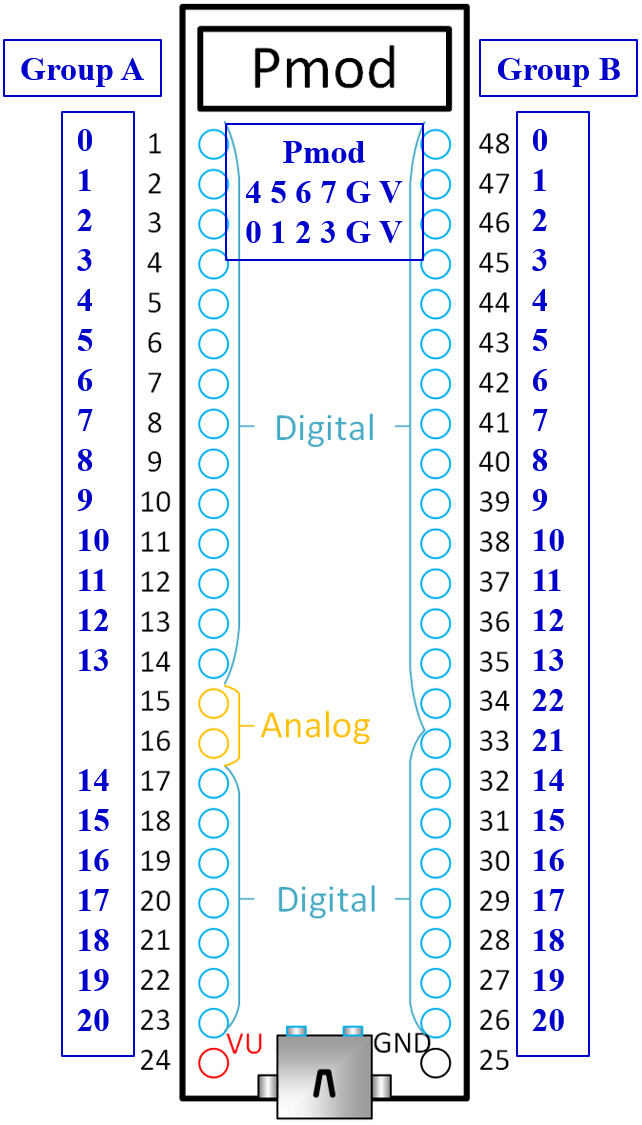 Group A Pmod Group B
0 1 Pmod 48 0
1 2 4 5 6 7 G V 47 1
2 3 0 1 2 3 G V 46 2
3 4 45 3
4 5 44 4
5 6 43 5
6 7 42 6
7 8 Digital 41 7
8 9 40 8
9 10 39 9
10 11 38 10
11 12 37 11
12 13 36 12
13 14 35 13
15 34 22
16 Analog 33 21
14 17 32 14
15 18 31 15
16 19 30 16
17 20 Digital 29 17
18 21 28 18
19 22 27 19
20 23 26 20
24 VU GND 25